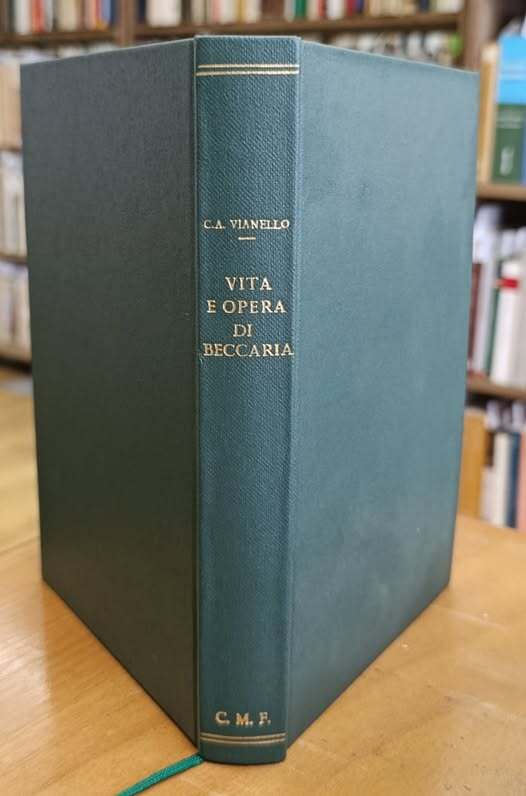 C.A. VIANELLO
VITA
E OPERA
DI
BECCARIA
C. M. F.